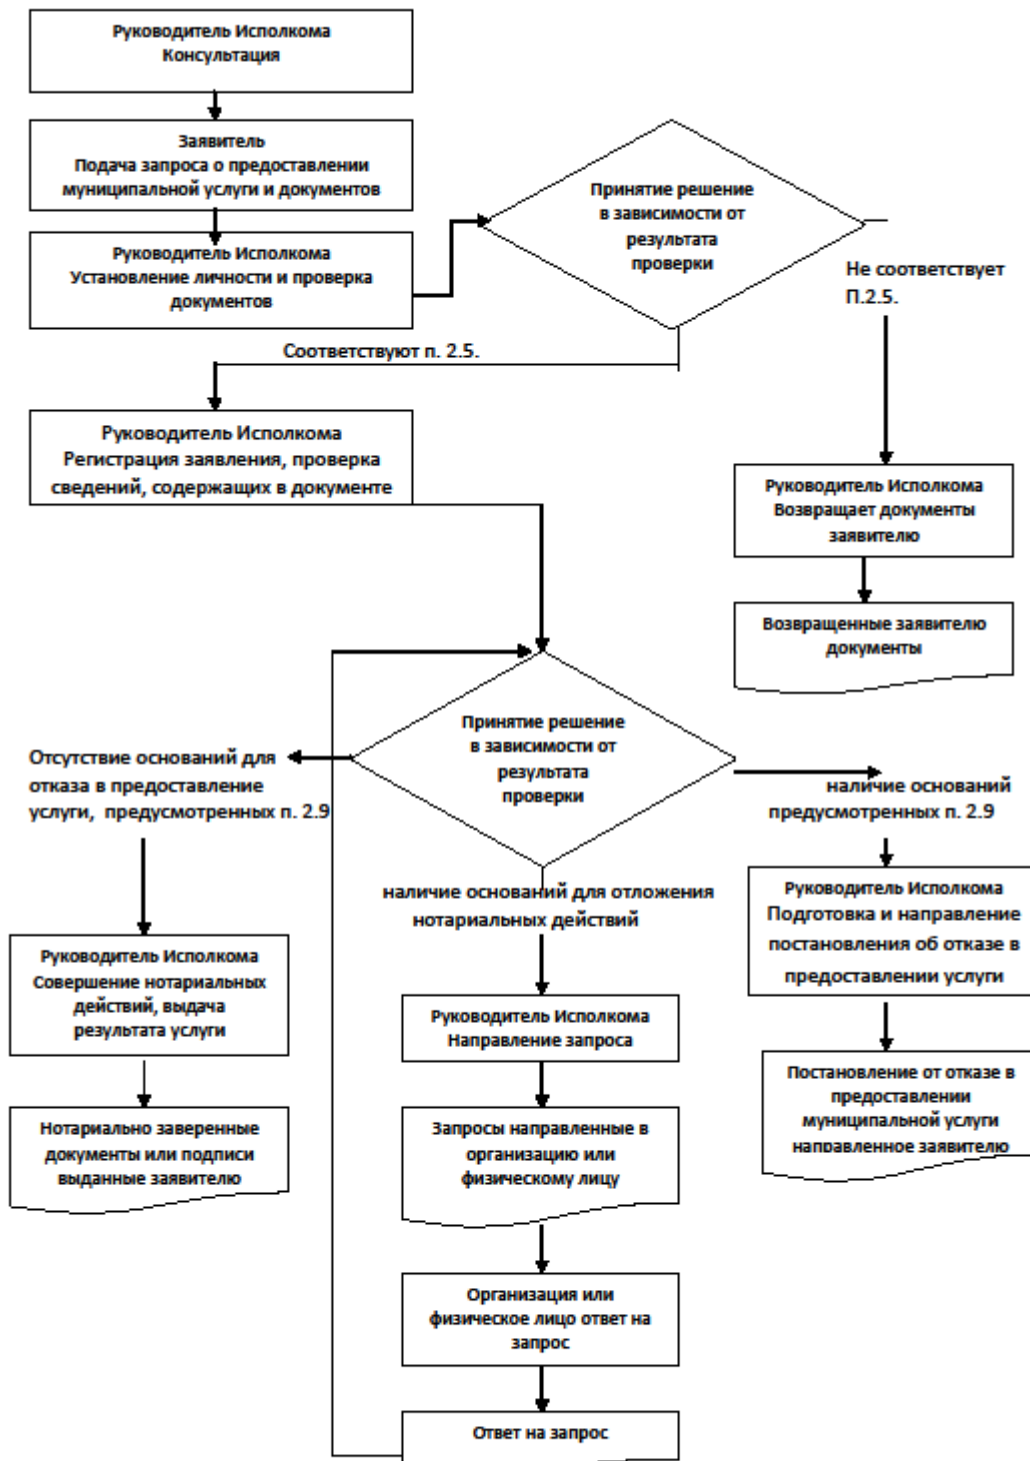 Руководитель Исполкома
Консультация
Заявитель
Подача запроса о предоставлении
муниципальной услуги и документов
Руководитель Исполкома
Установление личности и проверка
документов
Принятие решение
в зависимости от
результата
проверки
Не соответствует
П.2.5.
Соответствуют п. 2.5.
Руководитель Исполкома
Регистрация заявления, проверка
сведений, содержащих в документе
Руководитель Исполкома
Возвращает документы
заявителю
Возвращенные заявителю
документы
Принятие решение
в зависимости от
результата
проверки
Отсутствие оснований для
отказа в предоставление
услуги, предусмотренных п. 2.9
наличие оснований
предусмотренных п. 2.9
наличие оснований для отложения
нотариальных действий
Руководитель Исполкома
Подготовка и направление
постановления об отказе в
предоставлении услуги
Руководитель Исполкома
Совершение нотариальных
действий, выдача
результата услуги
Руководитель Исполкома
Направление запроса
Постановление от отказе в
предоставлении
муниципальной услуги
направленное заявителю
Нотариально заверенные
документы или подписи
выданные заявителю
Запросы направленные в
организацию или
физическому лицу
Организация или
физическое лицо ответ на
запрос
Ответ на запрос